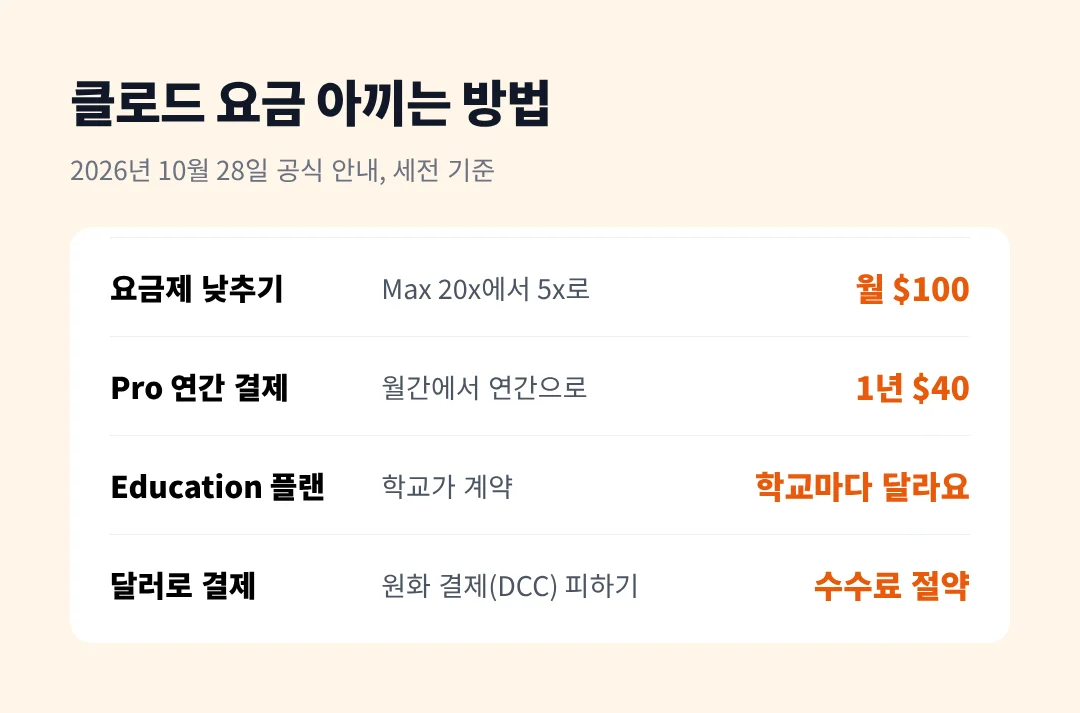 클로드 요금 아끼는 방법
2026년 10월 28일 공식 안내, 세전 기준
요금제 낮추기 Max 20x에서 5x로 월 $100
Pro 연간 결제 월간에서 연간으로 1년 $40
Education 플랜 학교가 계약 학교마다 달라요
달러로 결제 원화 결제(DCC) 피하기 수수료 절약